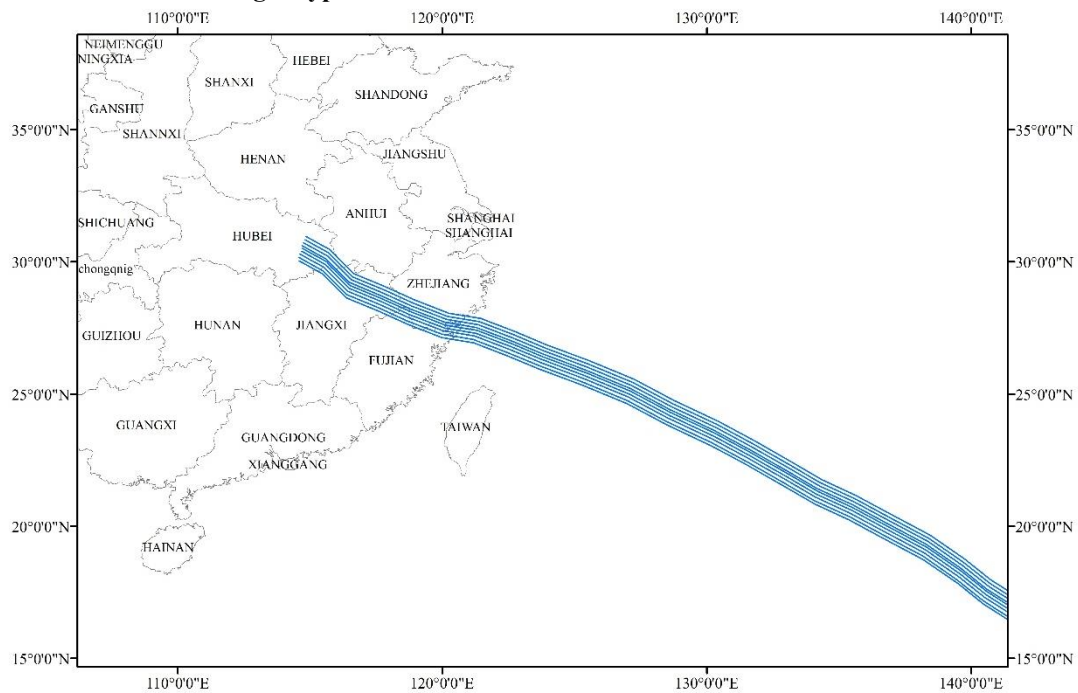 110°0'0"E 120°0'0"E 130°0'0"E 140°0'0"E
NEIMENGGU
NINGXIA
HEBEI
SHANXI
SHANDONG
GANSHU
35°0'0"N 35°0'0"N
SHANNXI
HENAN
JIANGSHU
ANHUI
SHANGHAI
SHICHUANG
HUBEI
SHANGHAI
30°0'0"N 30°0'0"N
chongqnig
ZHEJIANG
GUIZHOU
HUNAN
JIANGXI
FUJIAN
25°0'0"N 25°0'0"N
GUANGXI
GUANGDONG
TAIWAN
XIANGGANG
20°0'0"N 20°0'0"N
HAINAN
15°0'0"N 15°0'0"N
110°0'0"E 120°0'0"E 130°0'0"E 140°0'0"E